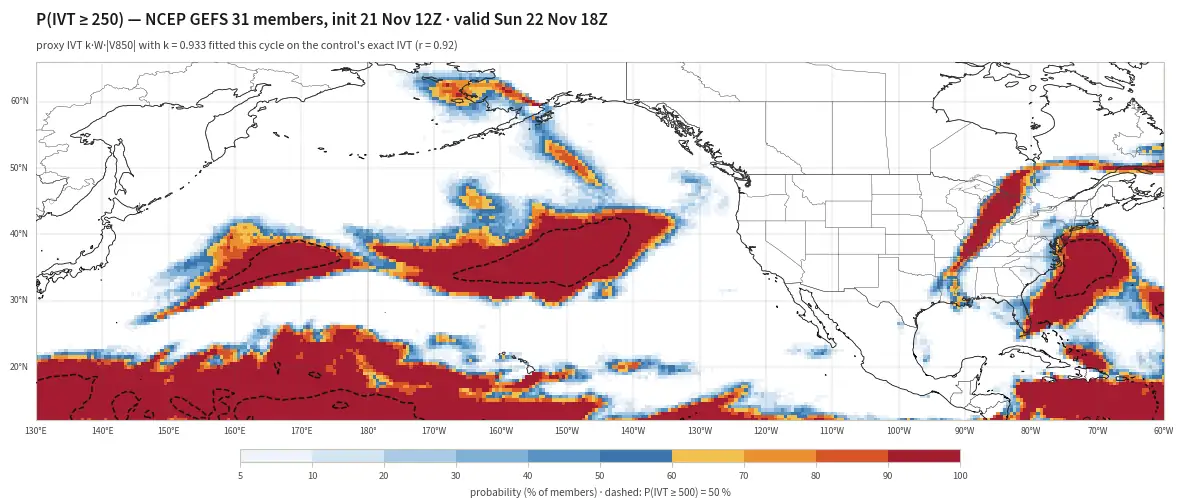 P(IVT ≥ 250) — NCEP GEFS 31 members, init 21 Nov 12Z · valid Sun 22 Nov 18Z
proxy IVT k·W·|V850| with k = 0.933 fitted this cycle on the control's exact IVT (r = 0.92)
60°N
50°N
40°N
30°N
20°N
130°E 140°E 150°E 160°E 170°E 180° 170°W 160°W 150°W 140°W 130°W 120°W 110°W 100°W 90°W 80°W 70°W 60°W
5 10 20 30 40 50 60 70 80 90 100
probability (% of members) · dashed: P(IVT ≥ 500) = 50 %